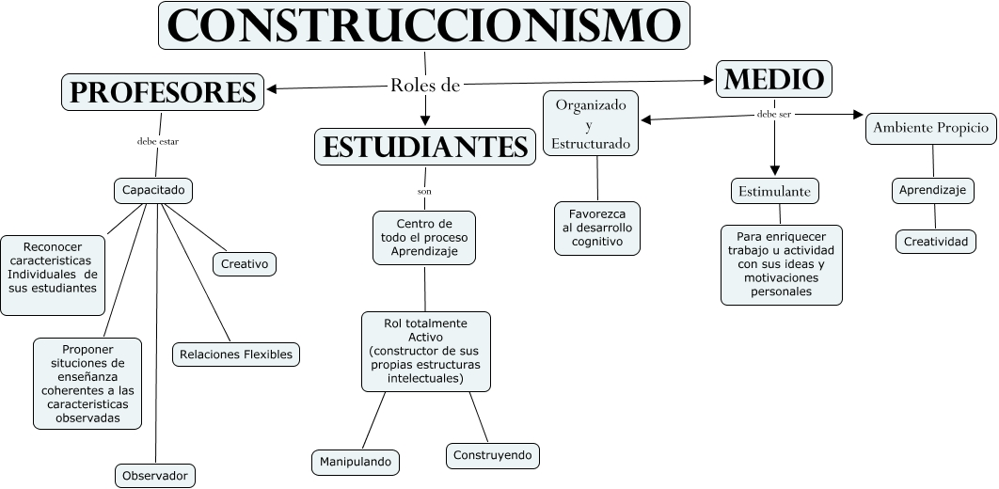 CONSTRUCCIONISMO
Roles de
PROFESORES
debe estar
Capacitado
Reconocer
caracteristicas
Individuales de
sus estudiantes
Proponer
situciones de
enseñanza
coherentes a las
caracteristicas
observadas
Observador
Relaciones Flexibles
Creativo
ESTUDIANTES
son
Centro de
todo el proceso
Aprendizaje
Rol totalmente
Activo
(constructor de sus
propias estructuras
intelectuales)
Manipulando
Construyendo
MEDIO
debe ser
Organizado
y
Estructurado
Favorezca
al desarrollo
cognitivo
Estimulante
Para enriquecer
trabajo u actividad
con sus ideas y
motivaciones
personales
Ambiente Propicio
Aprendizaje
Creatividad